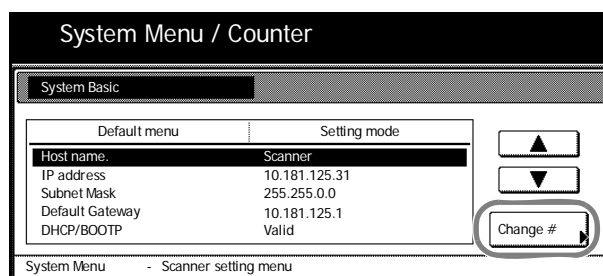 System Menu / Counter
System Basic
Default menu Setting mode
Host name. Scanner
IP address 10.181.125.31
Subnet Mask 255.255.0.0
Default Gateway 10.181.125.1
DHCP/BOOTP Valid
Change #
System Menu - Scanner setting menu